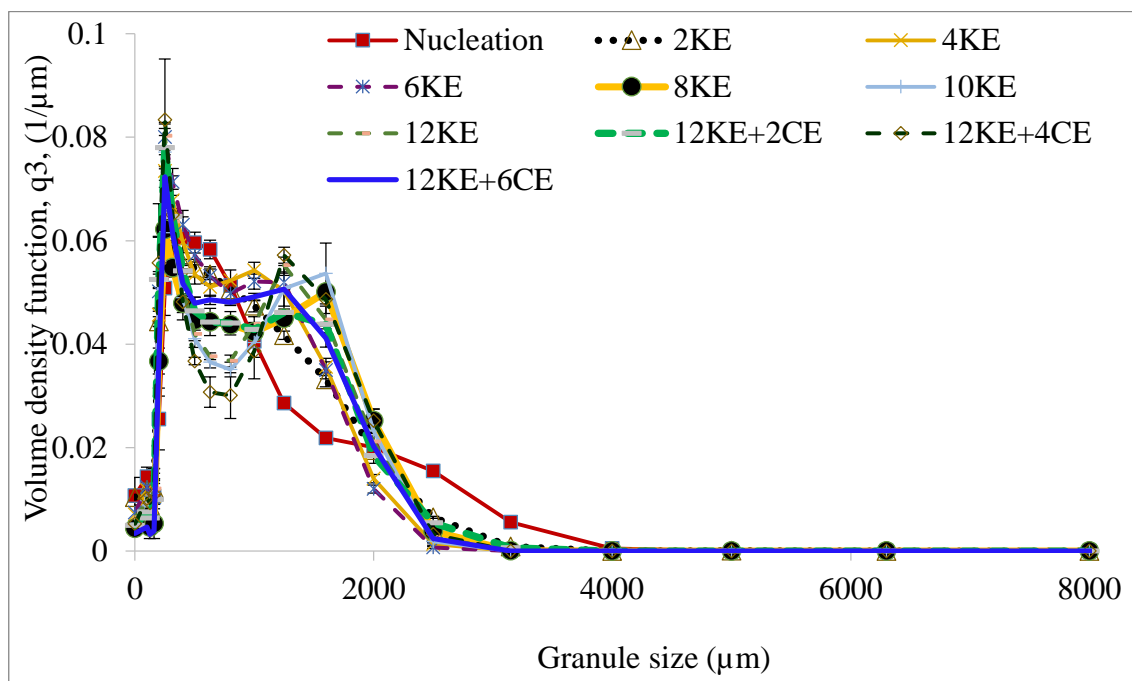 0.1
0.08
0.06
0.04
0.02
0
Volume density function, q3, (1/µm)
Nucleation 2KE 4KE
6KE 8KE 10KE
12KE 12KE+2CE 12KE+4CE
12KE+6CE
0 2000 4000 6000 8000
Granule size (µm)